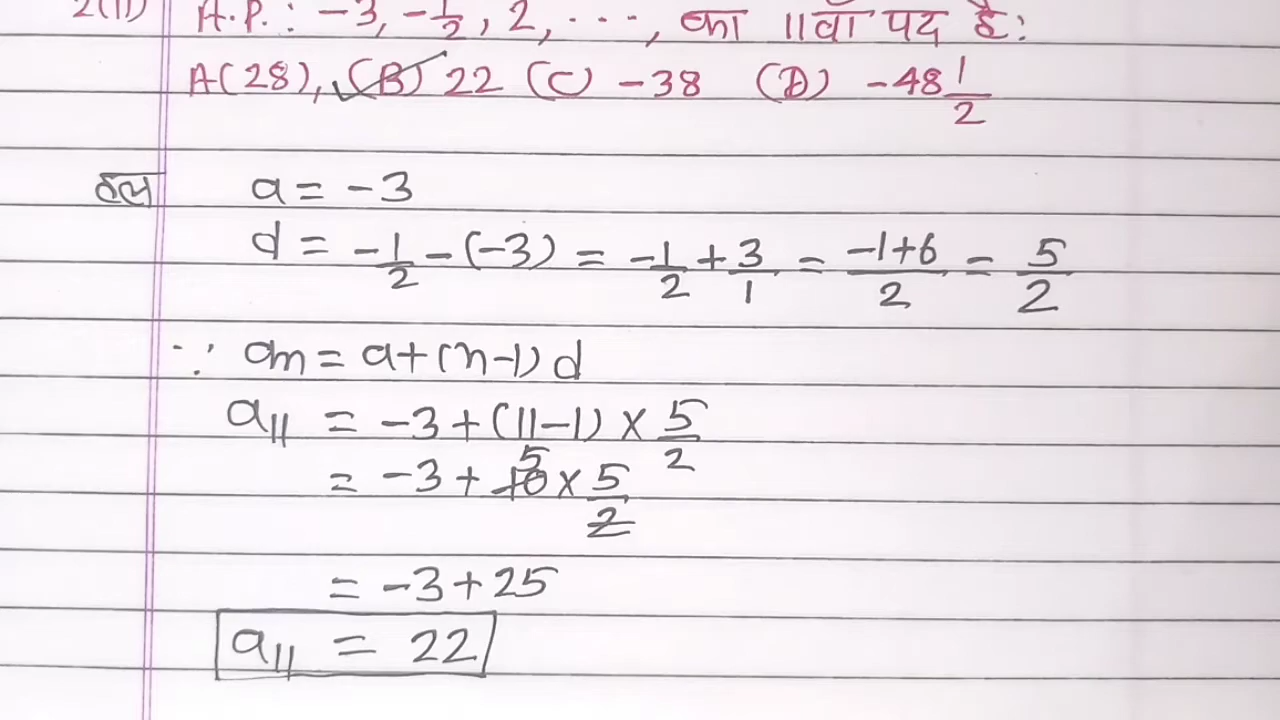 2(ii) A.P.: -3, -1/2, 2, ..., का 11वाँ पद है:
A(28), (B) 22 (C) -38 (D) -48 1/2
हल a = -3
d = -1/2 - (-3) = -1/2 + 3/1 = (-1+6)/2 = 5/2
∵ an = a+(n-1)d
a11 = -3+(11-1) × 5/2
= -3+ 10 5 × 5/2
= -3+25
a11 = 22